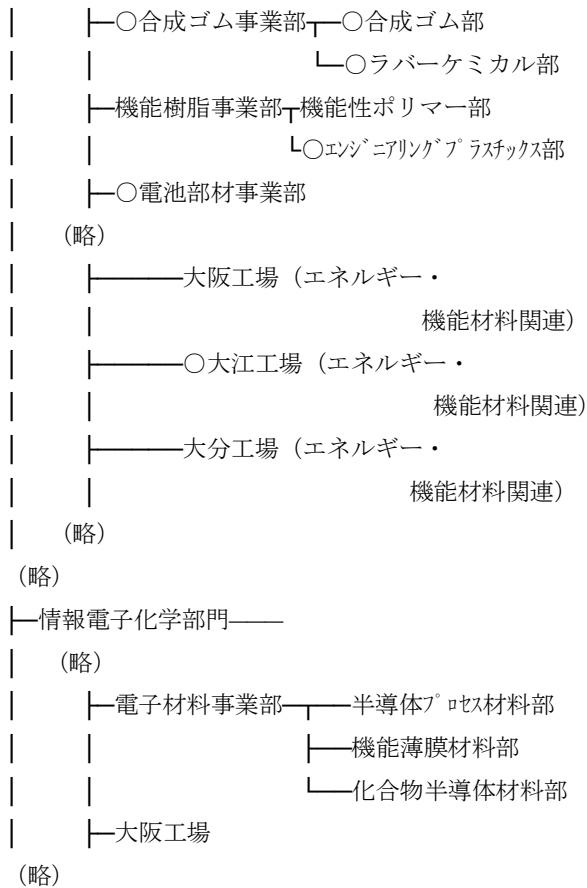 ┃　　┣━○合成ゴム事業部┳━○合成ゴム部
┃　　┃　　　　　　　　　┗━○ラバーケミカル部
┃　　┣━機能樹脂事業部┳機能性ポリマー部
┃　　┃　　　　　　　　┗○ｴﾝｼﾞﾆｱﾘﾝｸﾞﾌﾟﾗｽﾁｯｸｽ部
┃　　┣━○電池部材事業部
┃　（略）
┃　　┣━━━━大阪工場（エネルギー・
┃　　┃　　　　　　　　　　　　　機能材料関連）
┃　　┣━━━━○大江工場（エネルギー・
┃　　┃　　　　　　　　　　　　　機能材料関連）
┃　　┣━━━━大分工場（エネルギー・
┃　　┃　　　　　　　　　　　　　機能材料関連）
┃　（略）
（略）
┣━情報電子化学部門――
┃　（略）
┃　　┣━電子材料事業部━┳━━半導体ﾌﾟﾛｾｽ材料部
┃　　┃　　　　　　　　　┣━━機能薄膜材料部
┃　　┃　　　　　　　　　┗━━化合物半導体材料部
┃　　┣━大阪工場
（略）